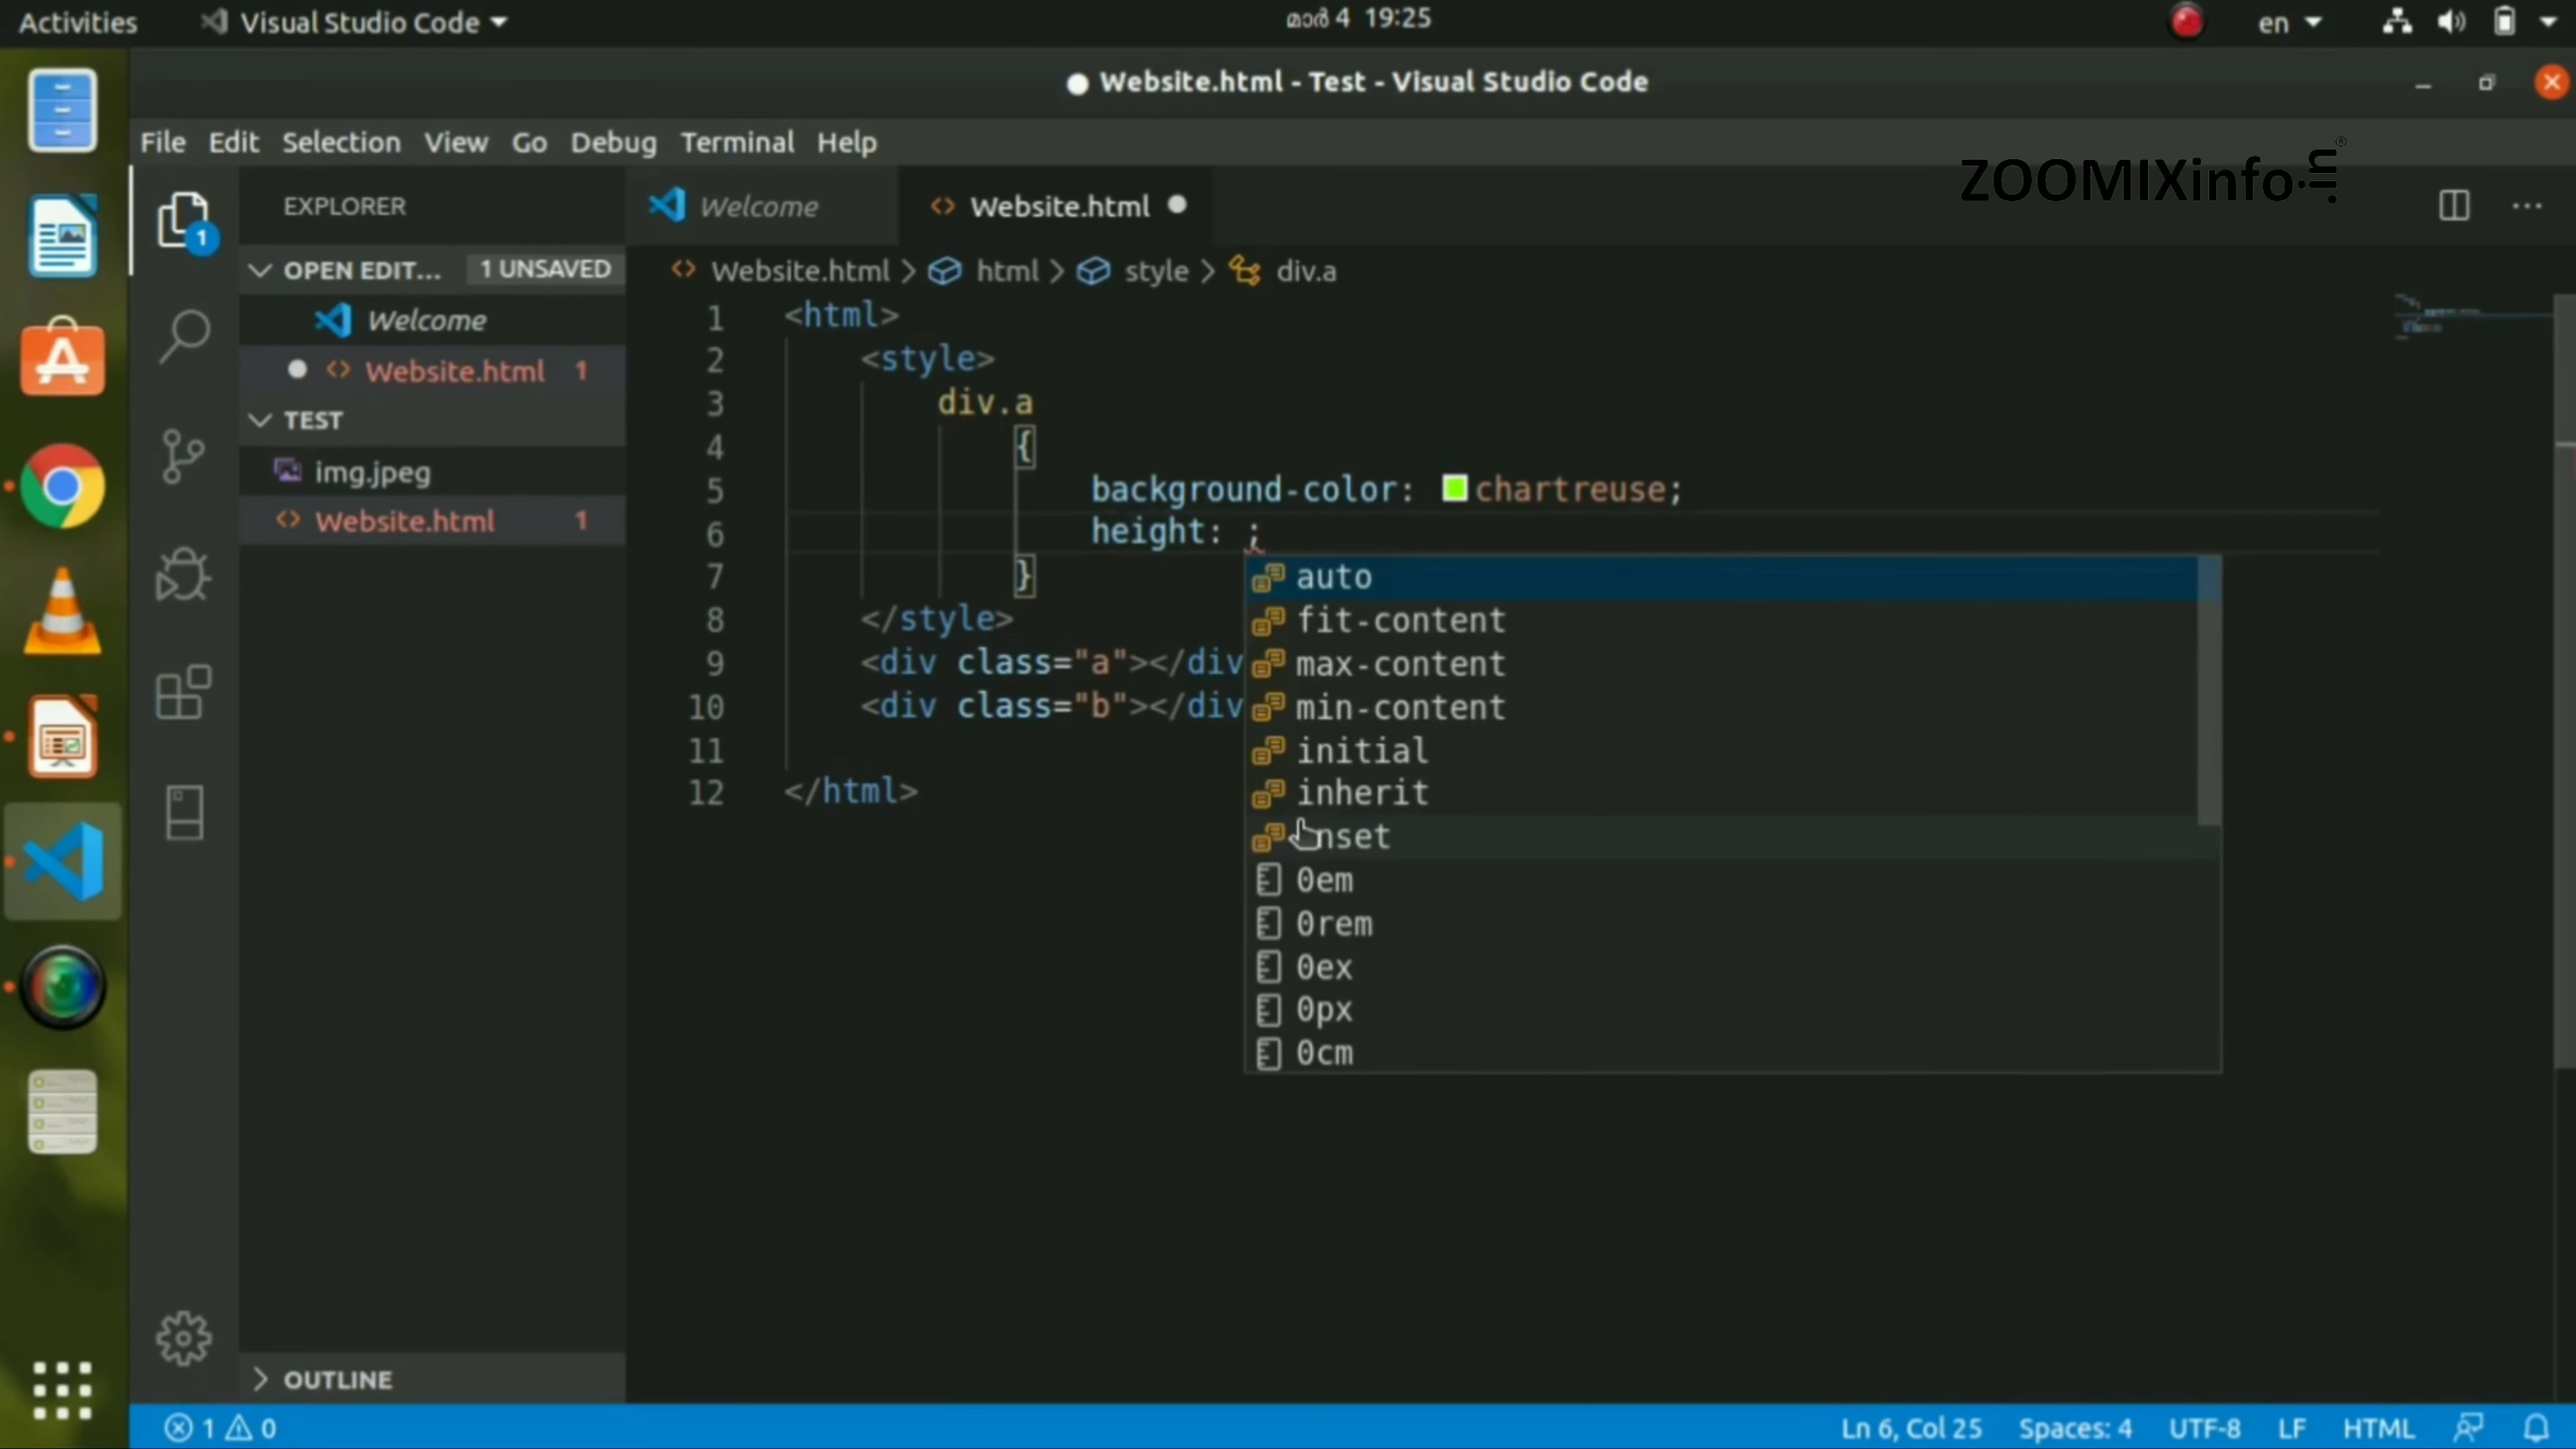 Activities
Visual Studio Code
മാർ 4 19:25
en
Website.html - Test - Visual Studio Code
File Edit Selection View Go Debug Terminal Help
ZOOMIXinfo.in®
EXPLORER
1
OPEN EDIT... 1 UNSAVED
Welcome
Website.html 1
TEST
img.jpeg
Website.html 1
OUTLINE
Welcome
Website.html
Website.html > html > style > div.a
1 <html>
2 <style>
3 div.a
4 {
5 background-color: chartreuse;
6 height: ;
7 }
8 </style>
9 <div class="a"></div
10 <div class="b"></div
11
12 </html>
auto
fit-content
max-content
min-content
initial
inherit
nset
0em
0rem
0ex
0px
0cm
1 0
Ln 6, Col 25 Spaces: 4 UTF-8 LF HTML